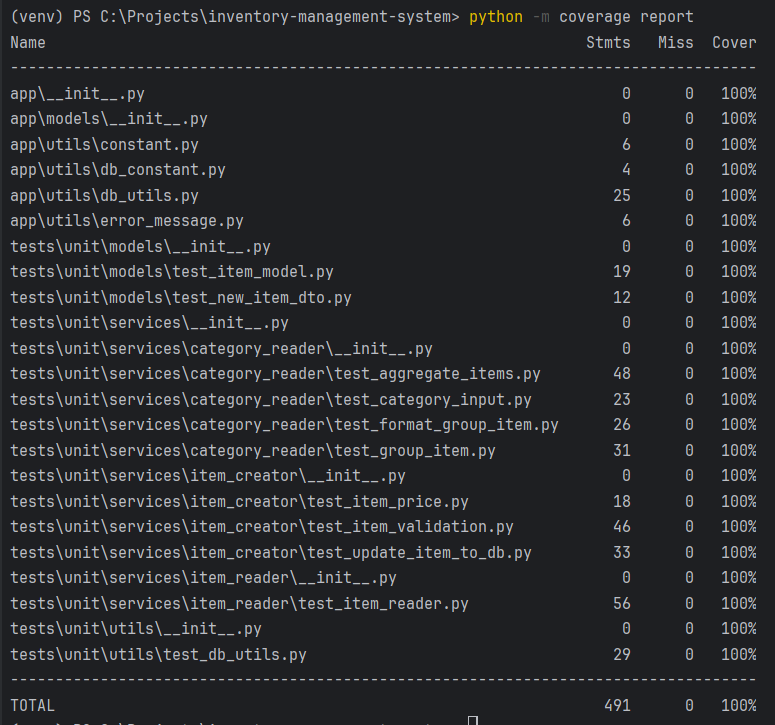 (venv) PS C:\Projects\inventory-management-system> python -m coverage report
Name Stmts Miss Cover
-----------------------------------------------------------------------------------
app\__init__.py 0 0 100%
app\models\__init__.py 0 0 100%
app\utils\constant.py 6 0 100%
app\utils\db_constant.py 4 0 100%
app\utils\db_utils.py 25 0 100%
app\utils\error_message.py 6 0 100%
tests\unit\models\__init__.py 0 0 100%
tests\unit\models\test_item_model.py 19 0 100%
tests\unit\models\test_new_item_dto.py 12 0 100%
tests\unit\services\__init__.py 0 0 100%
tests\unit\services\category_reader\__init__.py 0 0 100%
tests\unit\services\category_reader\test_aggregate_items.py 48 0 100%
tests\unit\services\category_reader\test_category_input.py 23 0 100%
tests\unit\services\category_reader\test_format_group_item.py 26 0 100%
tests\unit\services\category_reader\test_group_item.py 31 0 100%
tests\unit\services\item_creator\__init__.py 0 0 100%
tests\unit\services\item_creator\test_item_price.py 18 0 100%
tests\unit\services\item_creator\test_item_validation.py 46 0 100%
tests\unit\services\item_creator\test_update_item_to_db.py 33 0 100%
tests\unit\services\item_reader\__init__.py 0 0 100%
tests\unit\services\item_reader\test_item_reader.py 56 0 100%
tests\unit\utils\__init__.py 0 0 100%
tests\unit\utils\test_db_utils.py 29 0 100%
-----------------------------------------------------------------------------------
TOTAL 491 0 100%